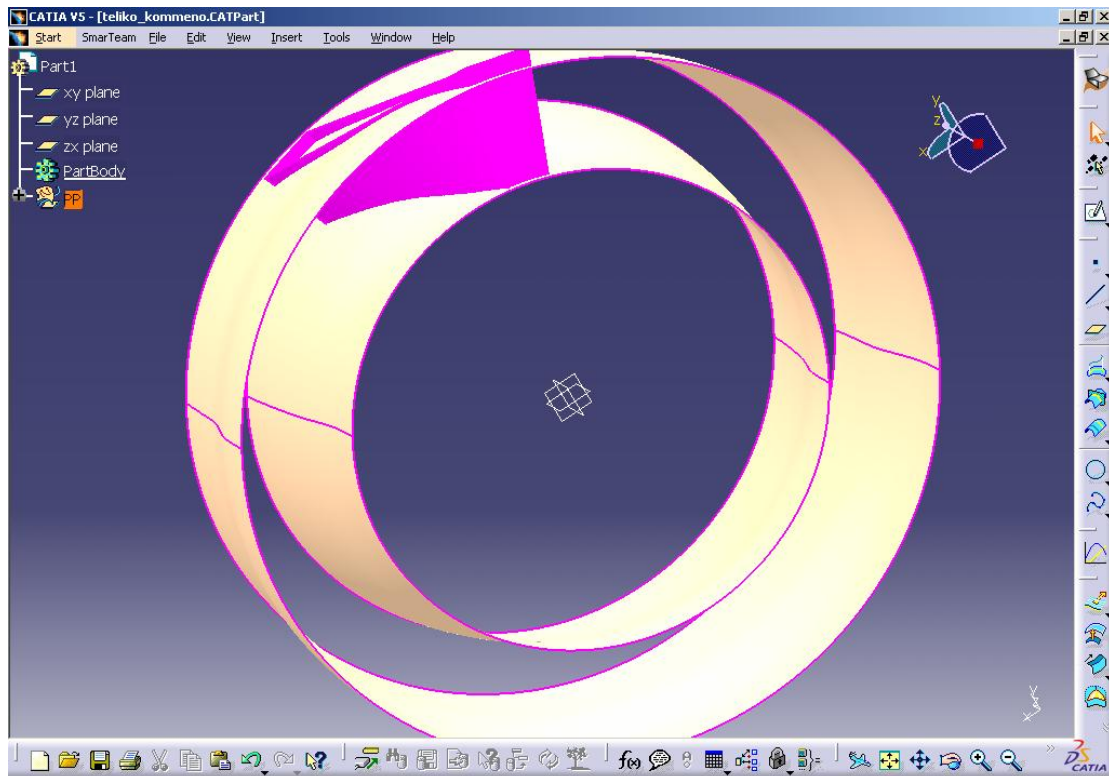 CATIA V5 - [teliko_kommeno.CATPart]
Start SmarTeam File Edit View Insert Tools Window Help
Part1
xy plane
yz plane
zx plane
PartBody
PP
y
z
x
y
x
f(x)
CATIA